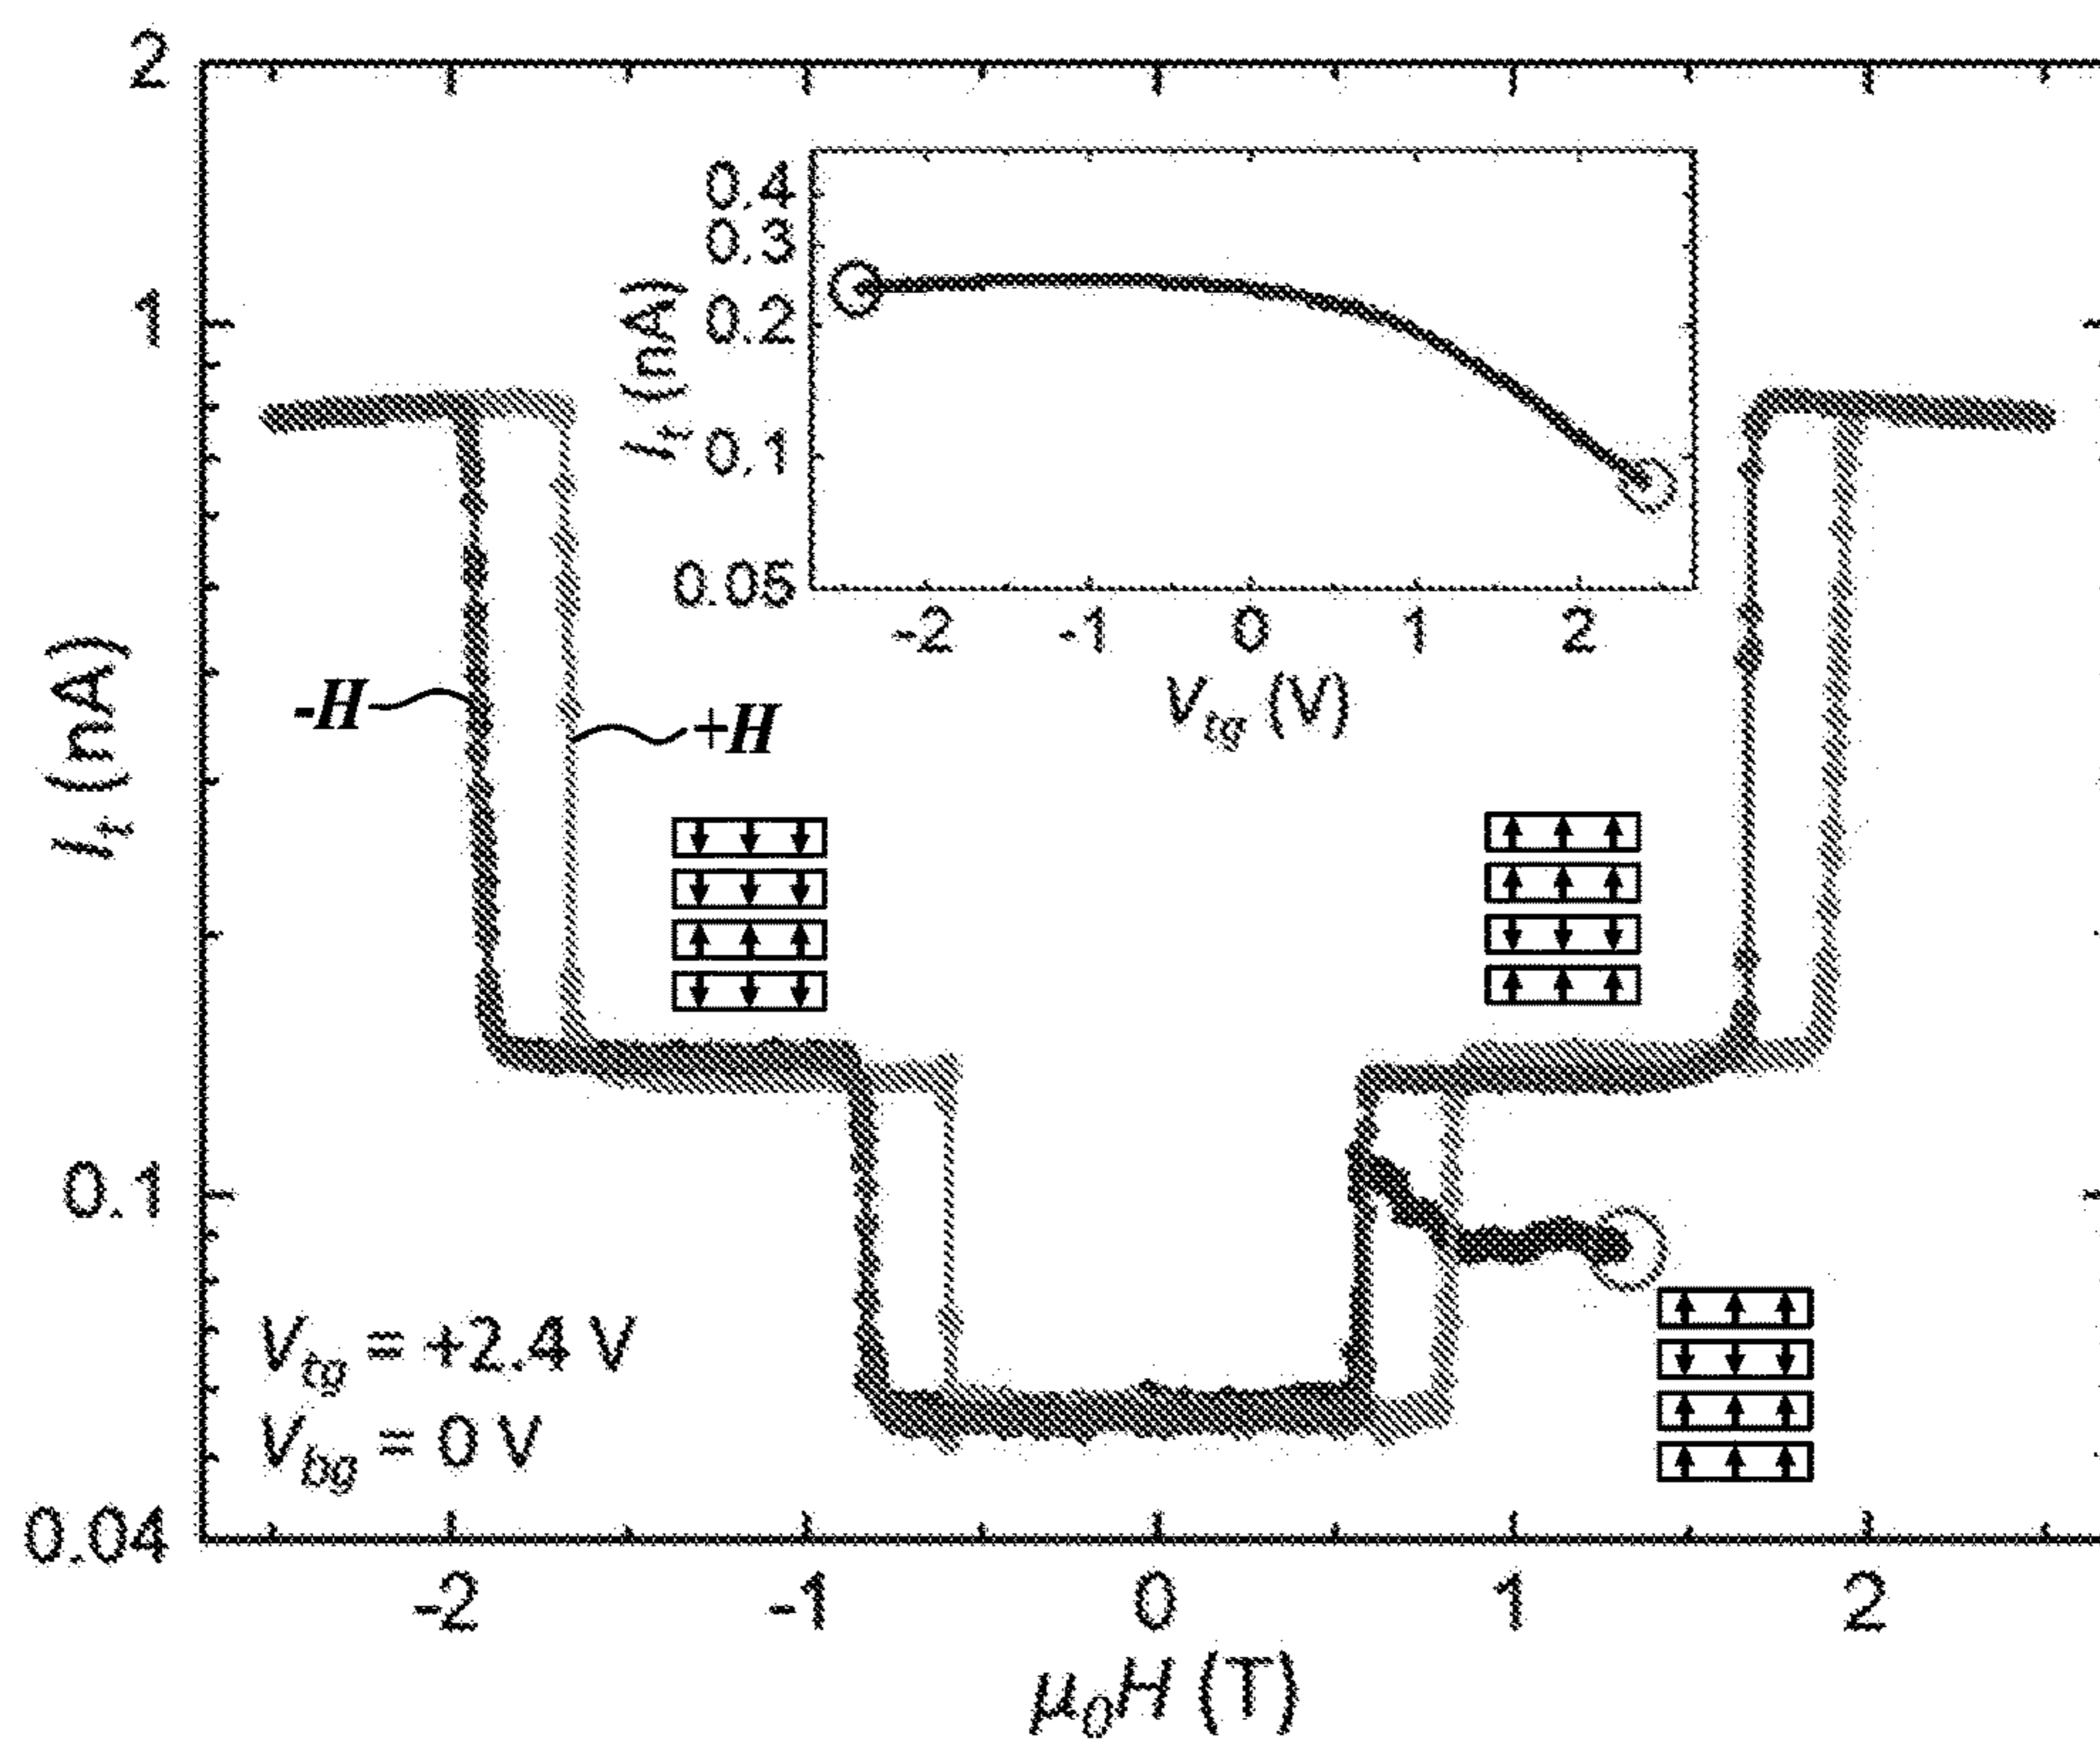 2
1
0.1
0.04
I_t (nA)
0.4
0.3
0.2
0.1
0.05
I_t (nA)
-2 -1 0 1 2
V_tg (V)
-H
+H
V_tg = +2.4 V
V_bg = 0 V
-2 -1 0 1 2
μ_0H (T)